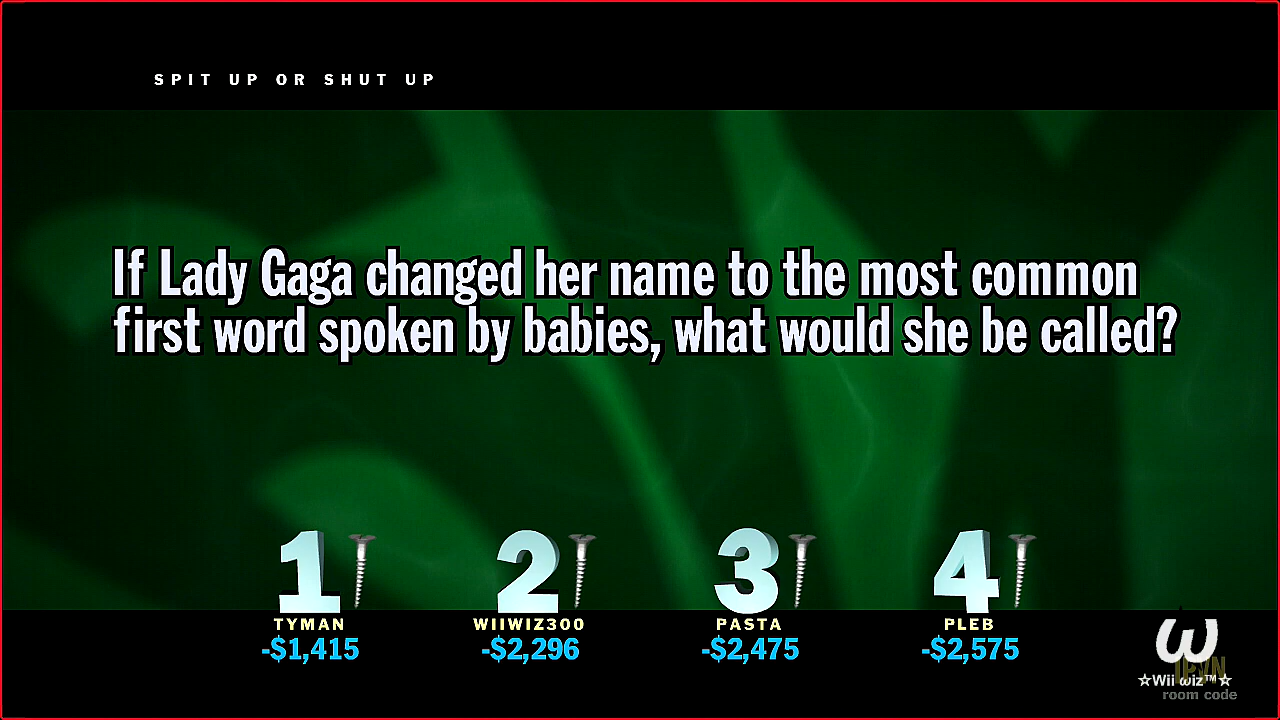 SPIT UP OR SHUT UP
If Lady Gaga changed her name to the most common
first word spoken by babies, what would she be called?
1 2 3 4
TYMAN WIIWIZ300 PASTA PLEB
-$1,415 -$2,296 -$2,475 -$2,575
☆Wii ωiz™☆
room code